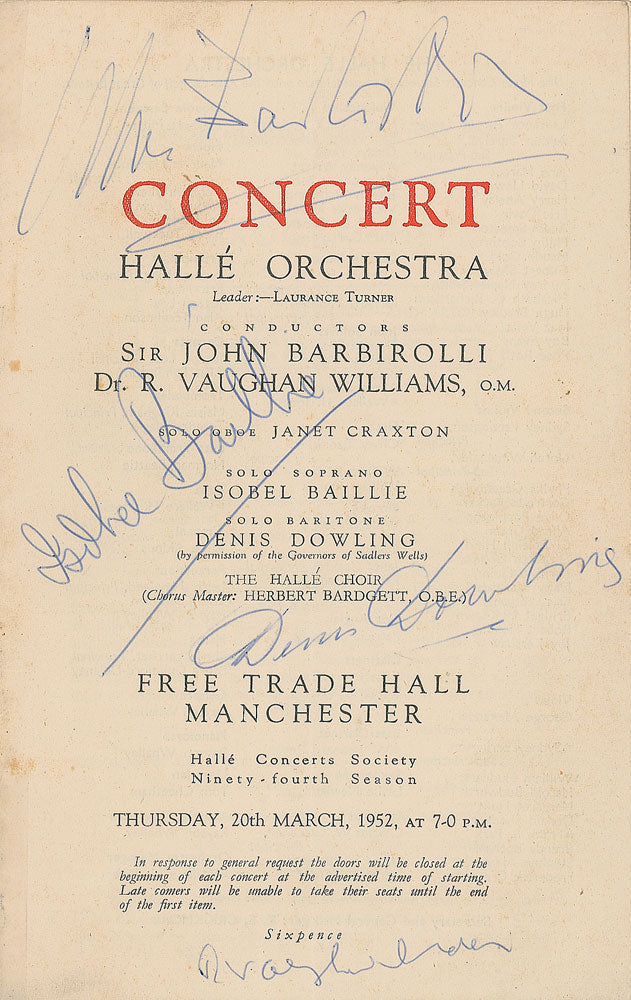 John Barbirolli
CONCERT
HALLÉ ORCHESTRA
Leader:—LAURANCE TURNER
CONDUCTORS
SIR JOHN BARBIROLLI
DR. R. VAUGHAN WILLIAMS, O.M.
SOLO OBOE JANET CRAXTON
Isobel Baillie
SOLO SOPRANO
ISOBEL BAILLIE
SOLO BARITONE
DENIS DOWLING
(by permission of the Governors of Sadlers Wells)
THE HALLÉ CHOIR
(Chorus Master: HERBERT BARDGETT, O.B.E.)
Denis Dowling
FREE TRADE HALL
MANCHESTER
Hallé Concerts Society
Ninety-fourth Season
THURSDAY, 20th MARCH, 1952, AT 7-0 P.M.
In response to general request the doors will be closed at the
beginning of each concert at the advertised time of starting.
Late comers will be unable to take their seats until the end
of the first item.
Sixpence
R Vaughan Williams